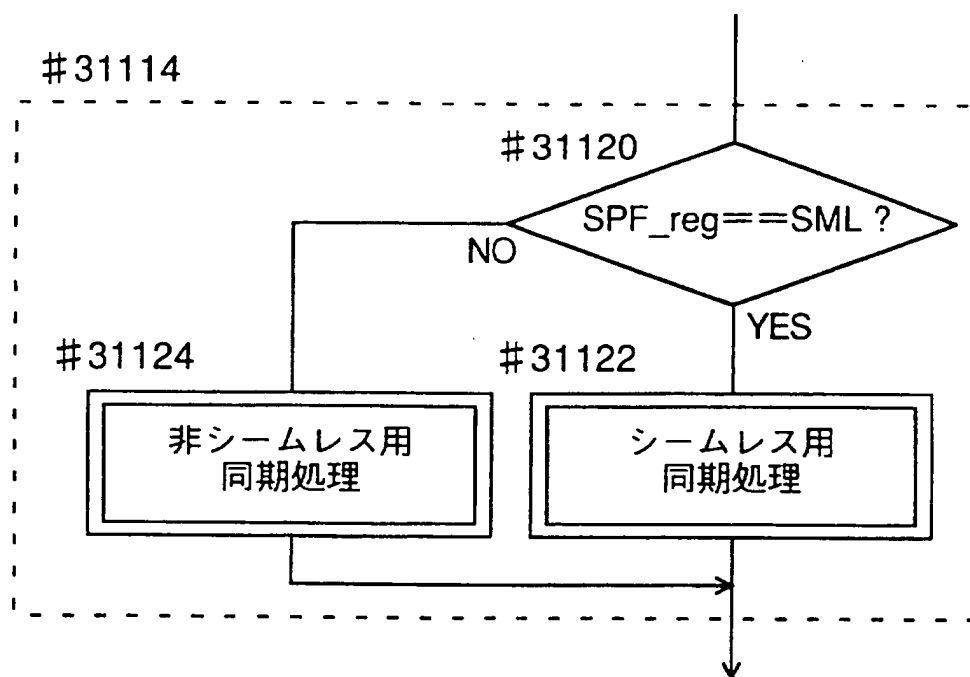 #31114
#31120
SPF_reg==SML ?
NO
YES
#31124
#31122
非シームレス用
同期処理
シームレス用
同期処理